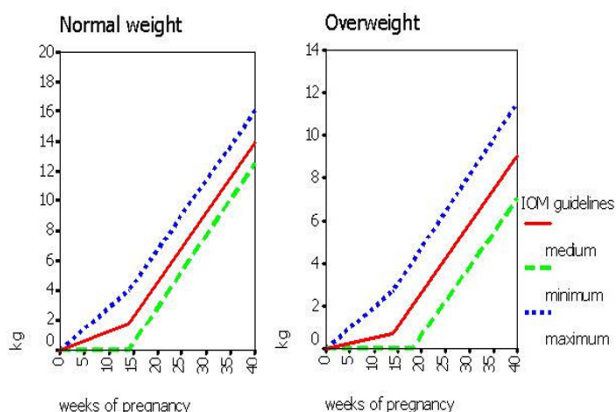 Normal weight
20
18
16
14
12
10
8
6
4
2
0
kg
0 5 10 15 20 25 30 35 40
weeks of pregnancy
Overweight
14
12
10
8
6
4
2
0
kg
0 5 10 15 20 25 30 35 40
weeks of pregnancy
IOM guidelines
medium
minimum
maximum